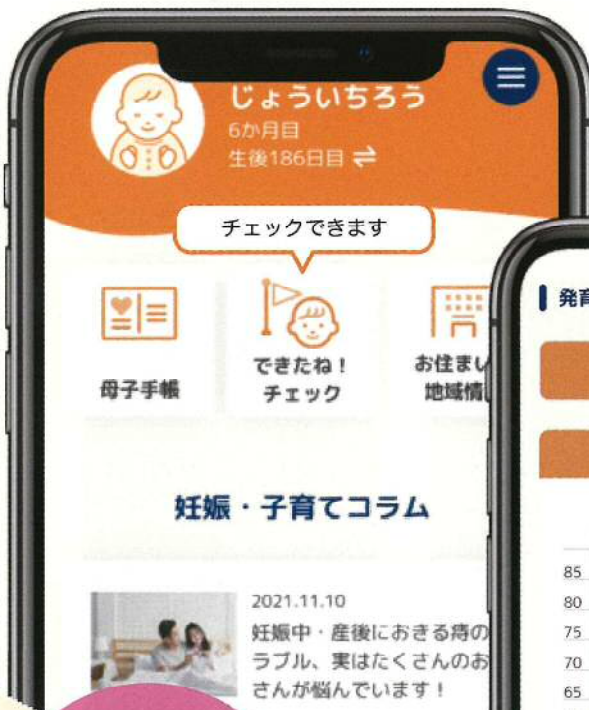 じょういちろう
6か月目
生後186日目
チェックできます
母子手帳
できたね！
チェック
お住まい
地域情
妊娠・子育てコラム
2021.11.10
妊娠中・産後におきる痔の
ラブル、実はたくさんのお
さんが悩んでいます！
発育
85
80
75
70
65